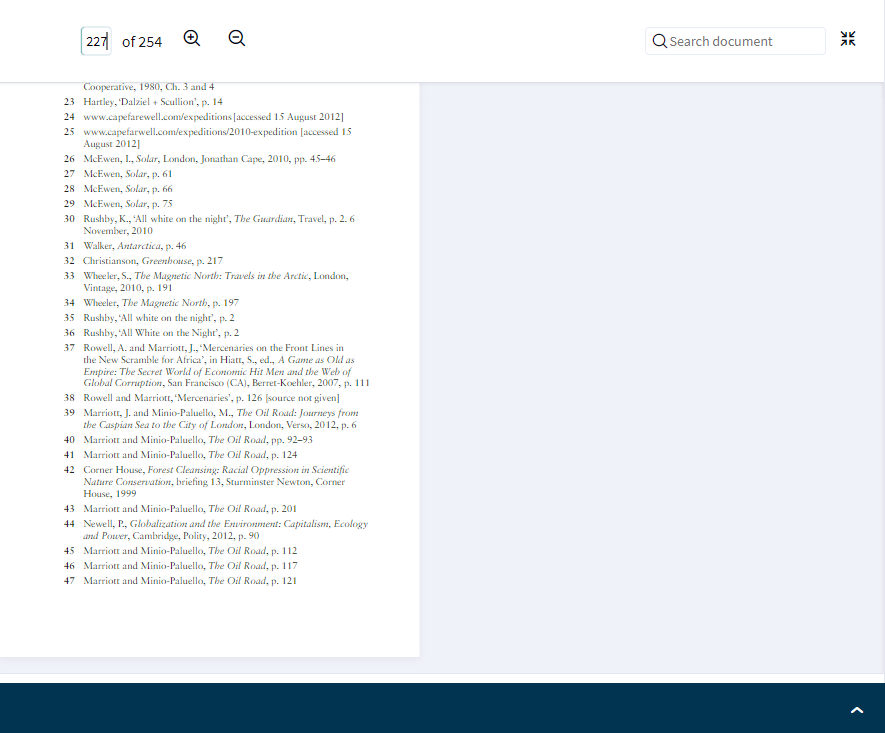 227 of 254
Search document
Cooperative, 1980, Ch. 3 and 4
23 Hartley, ‘Dalziel + Scullion’, p. 14
24 www.capefarewell.com/expeditions [accessed 15 August 2012]
25 www.capefarwell.com/expeditions/2010-expedition [accessed 15
August 2012]
26 McEwen, I., Solar, London, Jonathan Cape, 2010, pp. 45–46
27 McEwen, Solar, p. 61
28 McEwen, Solar, p. 66
29 McEwen, Solar, p. 75
30 Rushby, K., ‘All white on the night’, The Guardian, Travel, p. 2. 6
November, 2010
31 Walker, Antarctica, p. 46
32 Christianson, Greenhouse, p. 217
33 Wheeler, S., The Magnetic North: Travels in the Arctic, London,
Vintage, 2010, p. 191
34 Wheeler, The Magnetic North, p. 197
35 Rushby, ‘All white on the night’, p. 2
36 Rushby, ‘All White on the Night’, p. 2
37 Rowell, A. and Marriott, J., ‘Mercenaries on the Front Lines in
the New Scramble for Africa’, in Hiatt, S., ed., A Game as Old as
Empire: The Secret World of Economic Hit Men and the Web of
Global Corruption, San Francisco (CA), Berret-Koehler, 2007, p. 111
38 Rowell and Marriott, ‘Mercenaries’, p. 126 [source not given]
39 Marriott, J. and Minio-Paluello, M., The Oil Road: Journeys from
the Caspian Sea to the City of London, London, Verso, 2012, p. 6
40 Marriott and Minio-Paluello, The Oil Road, pp. 92–93
41 Marriott and Minio-Paluello, The Oil Road, p. 124
42 Corner House, Forest Cleansing: Racial Oppression in Scientific
Nature Conservation, briefing 13, Sturminster Newton, Corner
House, 1999
43 Marriott and Minio-Paluello, The Oil Road, p. 201
44 Newell, P., Globalization and the Environment: Capitalism, Ecology
and Power, Cambridge, Polity, 2012, p. 90
45 Marriott and Minio-Paluello, The Oil Road, p. 112
46 Marriott and Minio-Paluello, The Oil Road, p. 117
47 Marriott and Minio-Paluello, The Oil Road, p. 121